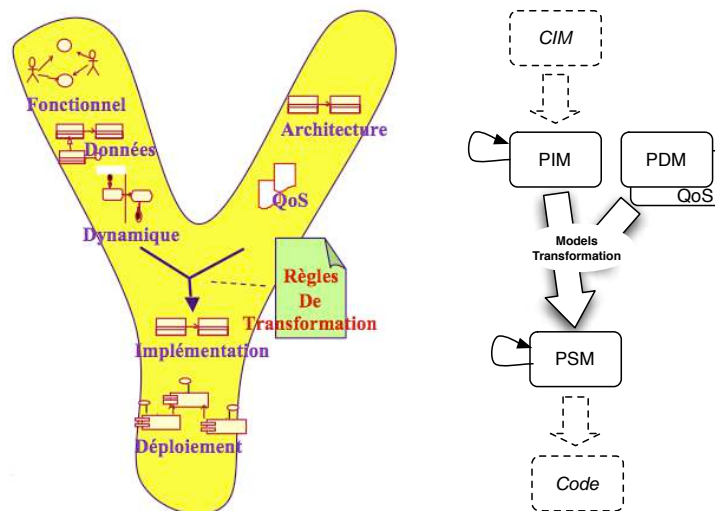 Fonctionnel
Données
Dynamique
Architecture
QoS
Règles
De
Transformation
Implémentation
Déploiement
CIM
PIM
PDM
QoS
Models
Transformation
PSM
Code